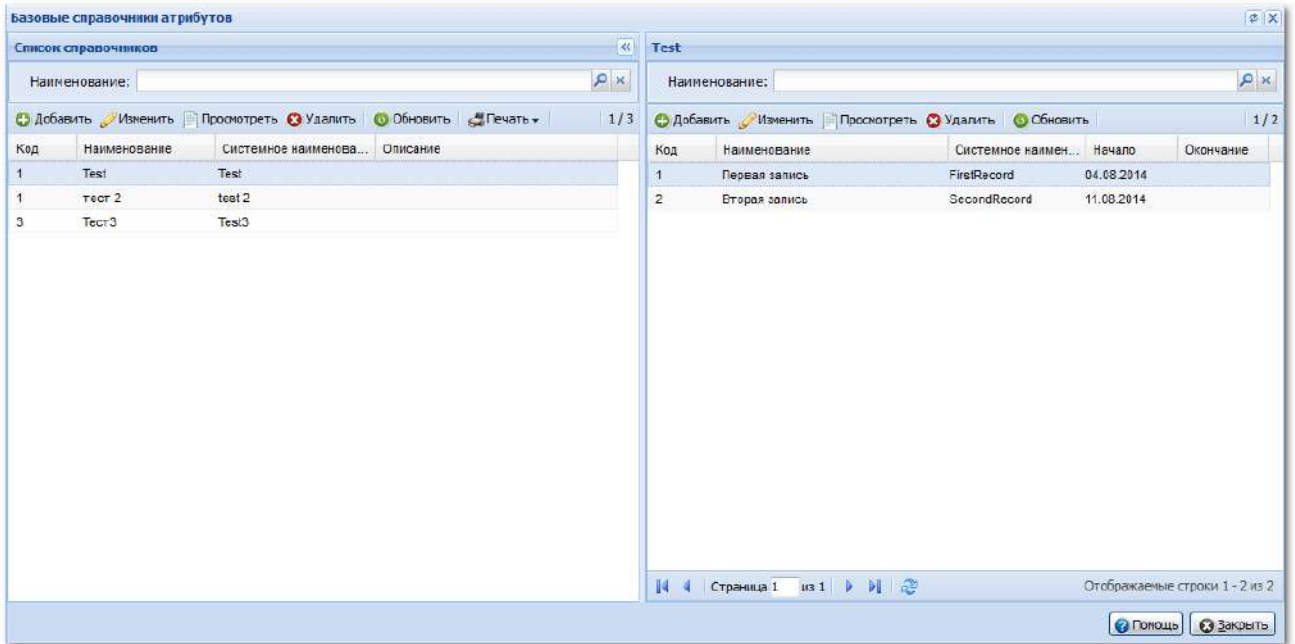 Базовые справочники атрибутов
Список справочников
Наименование:
Добавить Изменить Просмотреть Удалить Обновить Печать 1 / 3
Код Наименование Системное наименова... Описание
1 Test Test
1 тест 2 test 2
3 Тест3 Test3
Test
Наименование:
Добавить Изменить Просмотреть Удалить Обновить 1 / 2
Код Наименование Системное наимен... Начало Окончание
1 Первая запись FirstRecord 04.08.2014
2 Вторая запись SecondRecord 11.08.2014
Страница 1 из 1 Отображаемые строки 1 - 2 из 2
Помощь Закрыть